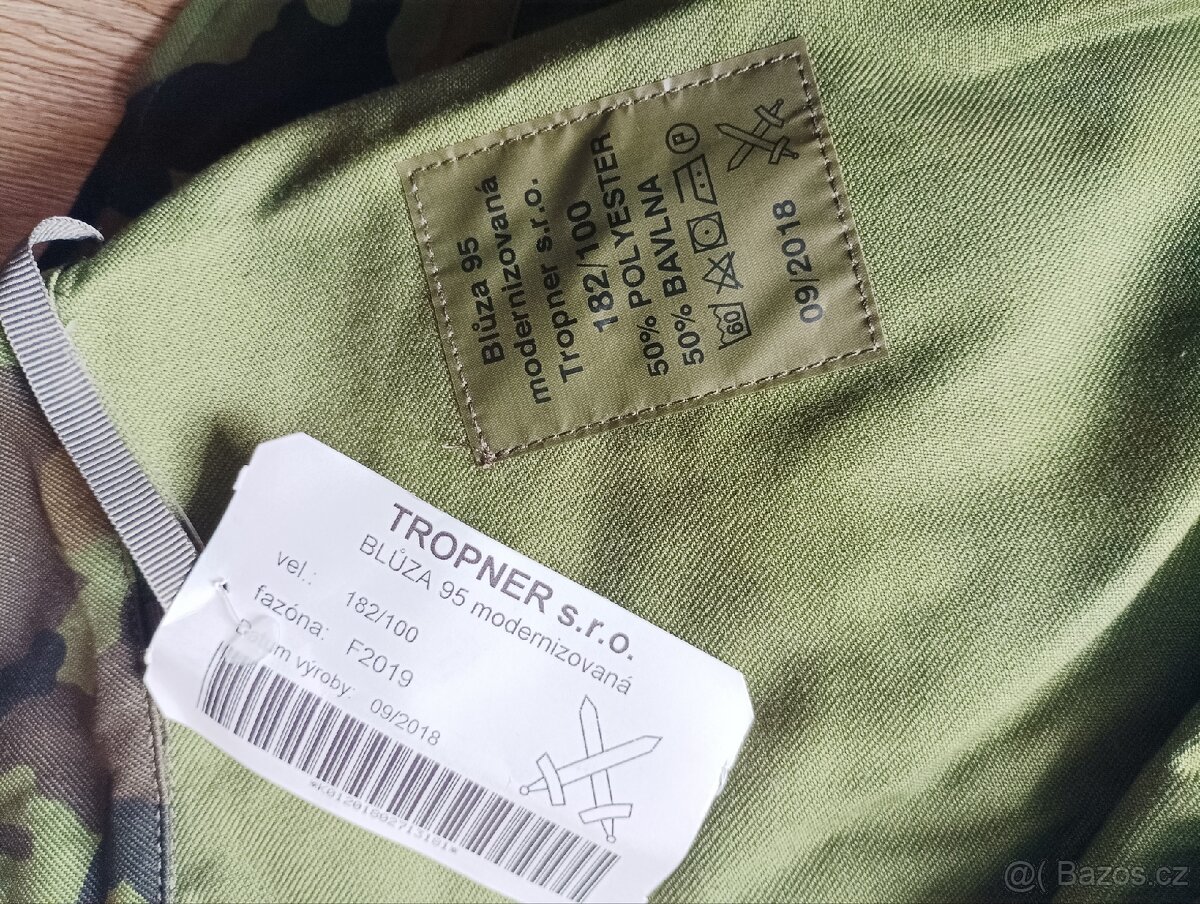 Blůza 95
modernizovaná
Tropner s.r.o.
182/100
50% POLYESTER
50% BAVLNA
60
P
09/2018
TROPNER s.r.o.
BLŮZA 95 modernizovaná
vel.: 182/100
fazóna: F2019
Datum výroby: 09/2018
@( Bazos.cz